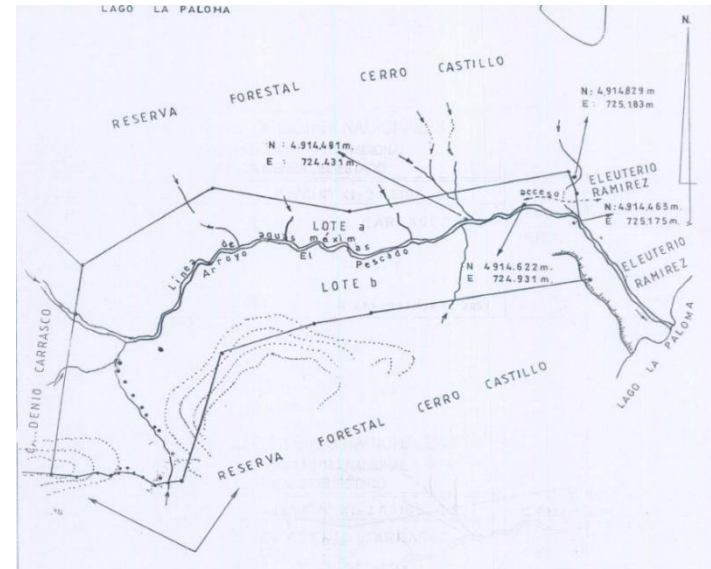 LAGO LA PALOMA
N.
RESERVA FORESTAL CERRO CASTILLO
N: 4,914829 m
E: 725.183 m.
N: 4.914.481 m.
E: 724.431 m.
ELEUTERIO
RAMIREZ
acceso
N:4,914,463 m.
E: 725.175 m.
LOTE a
Línea de aguas máximas
Arroyo El Pescado
N 4 914.622 m.
E 724.931 m.
ELEUTERIO
RAMIREZ
LOTE b
LAGO LA PALOMA
DENIO CARRASCO
RESERVA FORESTAL CERRO CASTILLO